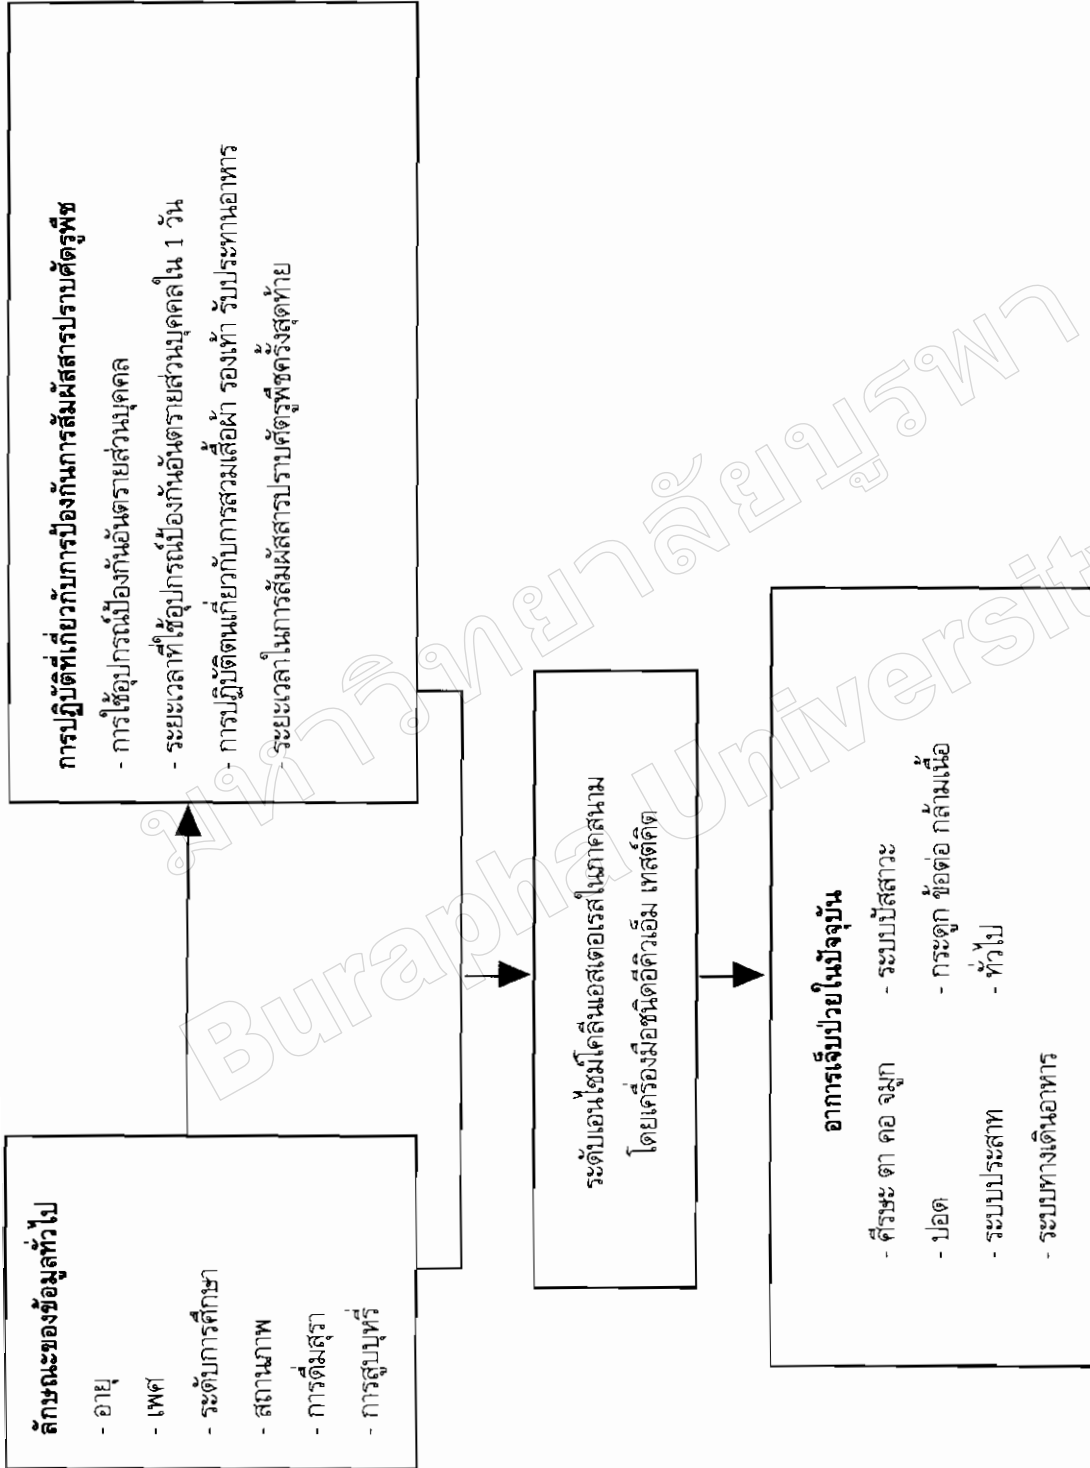 ลักษณะของข้อมูลทั่วไป
- อายุ
- เพศ
- ระดับการศึกษา
- สถานภาพ
- การดื่มสุรา
- การสูบบุหรี่
การปฏิบัติที่เกี่ยวกับการป้องกันการสัมผัสสารปราบศัตรูพืช
- การใช้อุปกรณ์ป้องกันอันตรายส่วนบุคคล
- ระยะเวลาที่ใช้อุปกรณ์ป้องกันอันตรายส่วนบุคคลใน 1 วัน
- การปฏิบัติตนเกี่ยวกับการสวมเสื้อผ้า รองเท้า รับประทานอาหาร
- ระยะเวลาในการสัมผัสสารปราบศัตรูพืชครั้งสุดท้าย
ระดับเอนไซม์โคลีนเอสเตอเรสในภาคสนาม
โดยเครื่องมือชนิดอีคิวเอ็ม เทสต์คิต
อาการเจ็บป่วยในปัจจุบัน
- ศีรษะ ตา คอ จมูก - ระบบปัสสาวะ
- ปอด - กระดูก ข้อต่อ กล้ามเนื้อ
- ระบบประสาท - ทั่วไป
- ระบบทางเดินอาหาร
มหาวิทยาลัยบูรพา
Burapha University